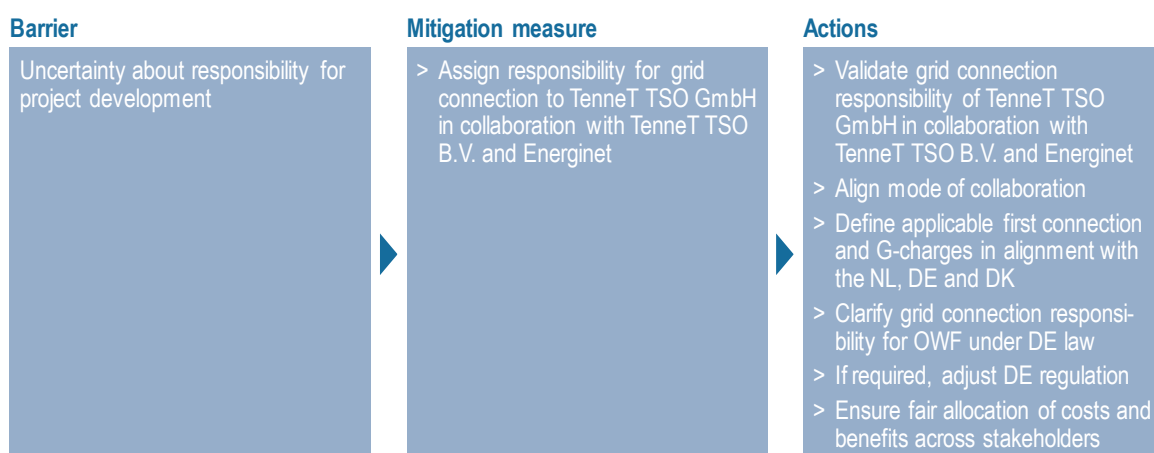 Barrier
Uncertainty about responsibility for
project development
Mitigation measure
> Assign responsibility for grid
connection to TenneT TSO GmbH
in collaboration with TenneT TSO
B.V. and Energinet
Actions
> Validate grid connection
responsibility of TenneT TSO
GmbH in collaboration with
TenneT TSO B.V. and Energinet
> Align mode of collaboration
> Define applicable first connection
and G-charges in alignment with
the NL, DE and DK
> Clarify grid connection responsi-
bility for OWF under DE law
> If required, adjust DE regulation
> Ensure fair allocation of costs and
benefits across stakeholders